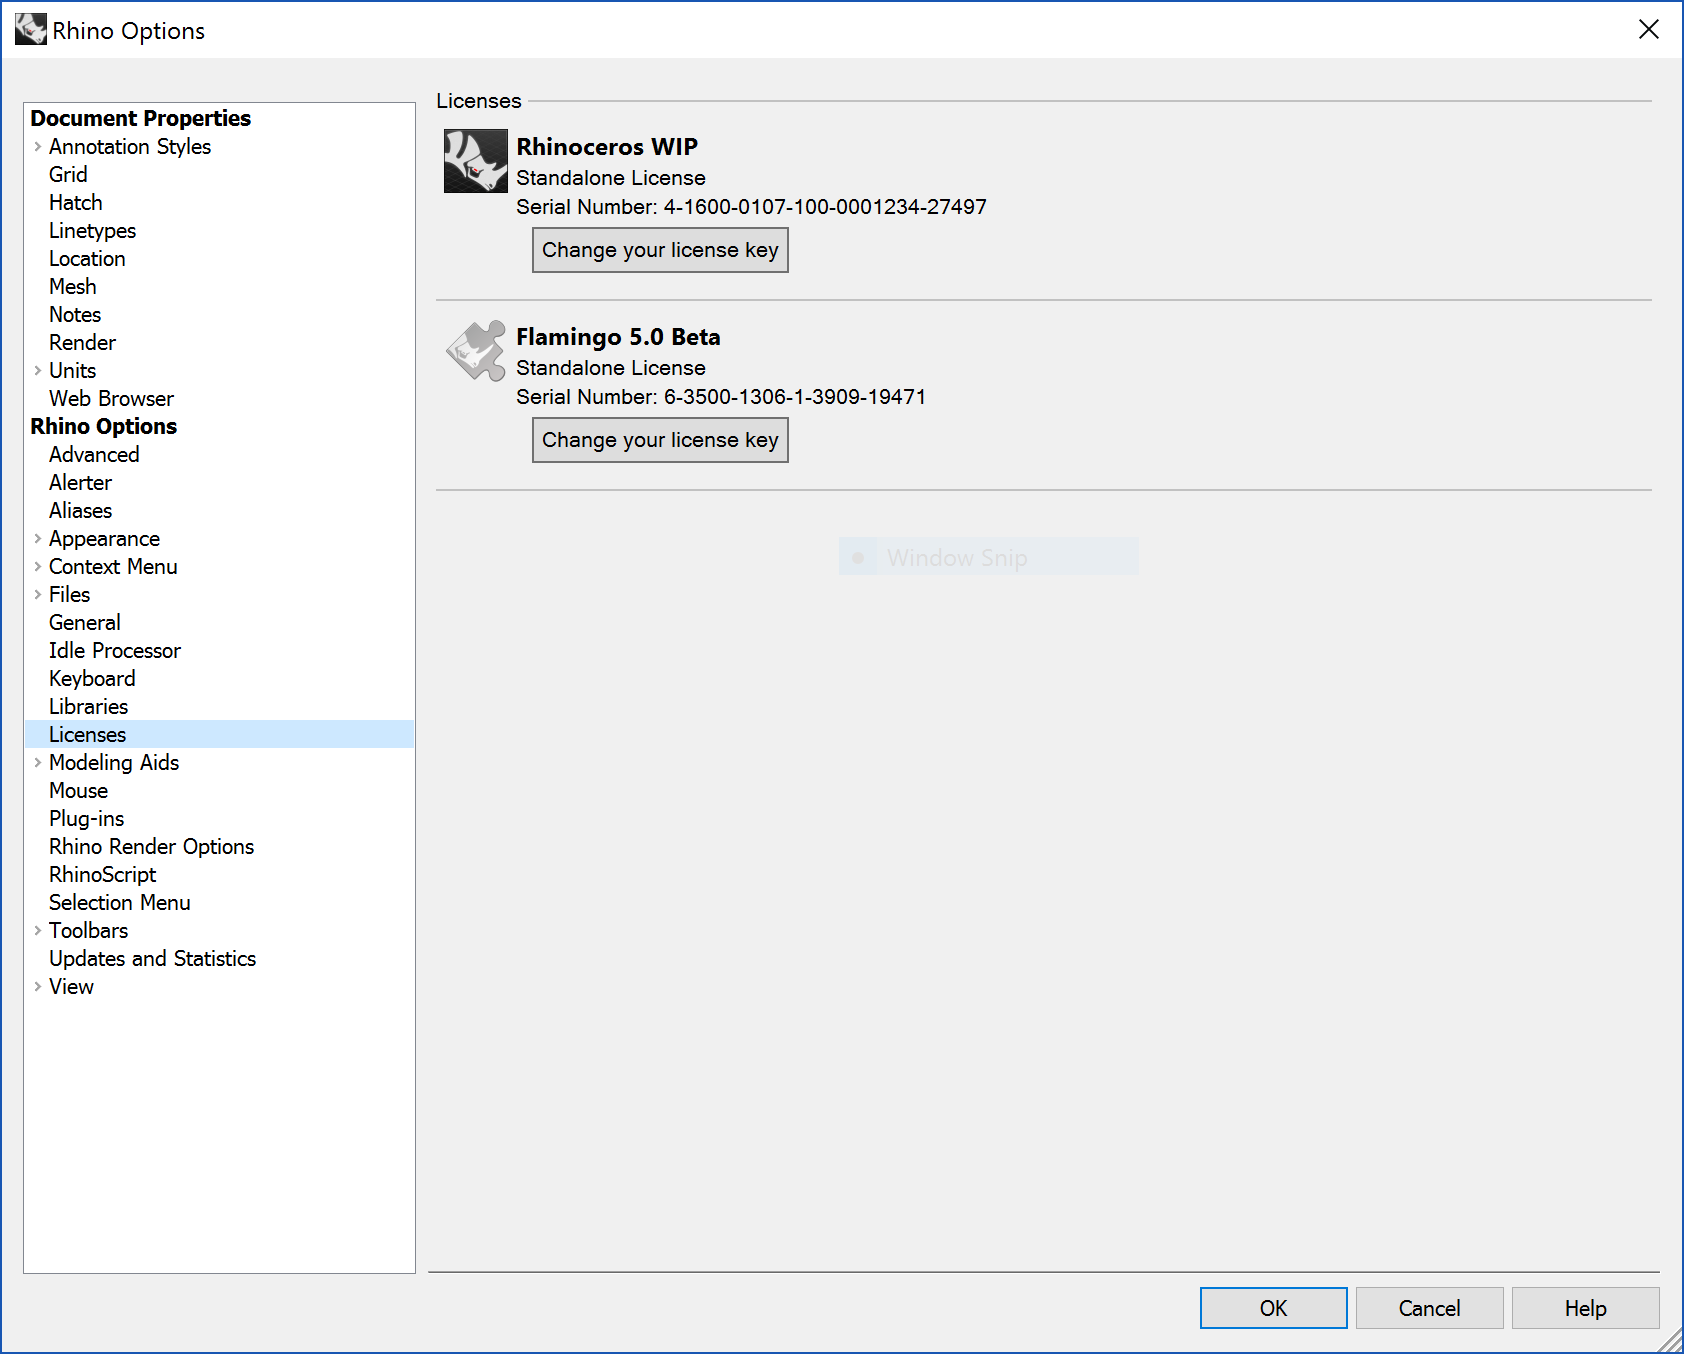 Rhino Options
Document Properties
Annotation Styles
Grid
Hatch
Linetypes
Location
Mesh
Notes
Render
Units
Web Browser
Rhino Options
Advanced
Alerter
Aliases
Appearance
Context Menu
Files
General
Idle Processor
Keyboard
Libraries
Licenses
Modeling Aids
Mouse
Plug-ins
Rhino Render Options
RhinoScript
Selection Menu
Toolbars
Updates and Statistics
View
Licenses
Rhinoceros WIP
Standalone License
Serial Number: 4-1600-0107-100-0001234-27497
Change your license key
Flamingo 5.0 Beta
Standalone License
Serial Number: 6-3500-1306-1-3909-19471
Change your license key
Window Snip
OK
Cancel
Help